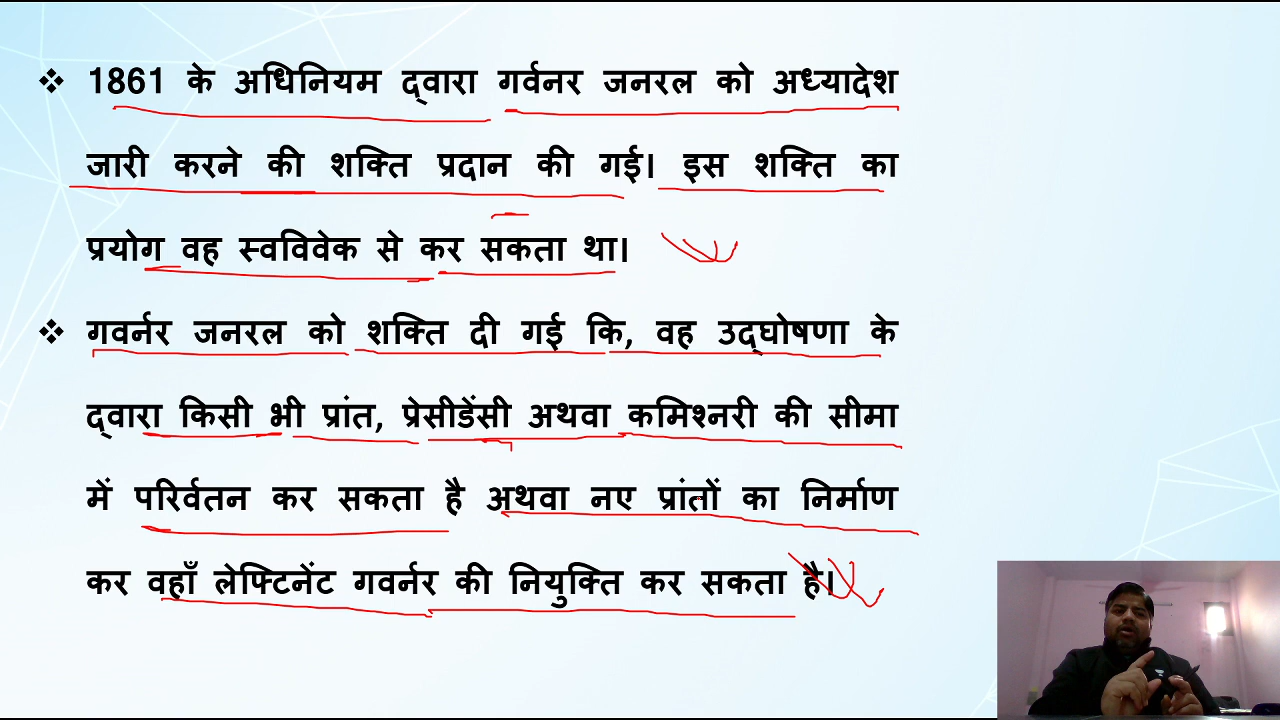 ❖ 1861 के अधिनियम द्वारा गर्वनर जनरल को अध्यादेश
जारी करने की शक्ति प्रदान की गई। इस शक्ति का
प्रयोग वह स्वविवेक से कर सकता था।
❖ गवर्नर जनरल को शक्ति दी गई कि, वह उद्घोषणा के
द्वारा किसी भी प्रांत, प्रेसीडेंसी अथवा कमिश्नरी की सीमा
में परिर्वतन कर सकता है अथवा नए प्रांतों का निर्माण
कर वहाँ लेफ्टिनेंट गवर्नर की नियुक्ति कर सकता है।